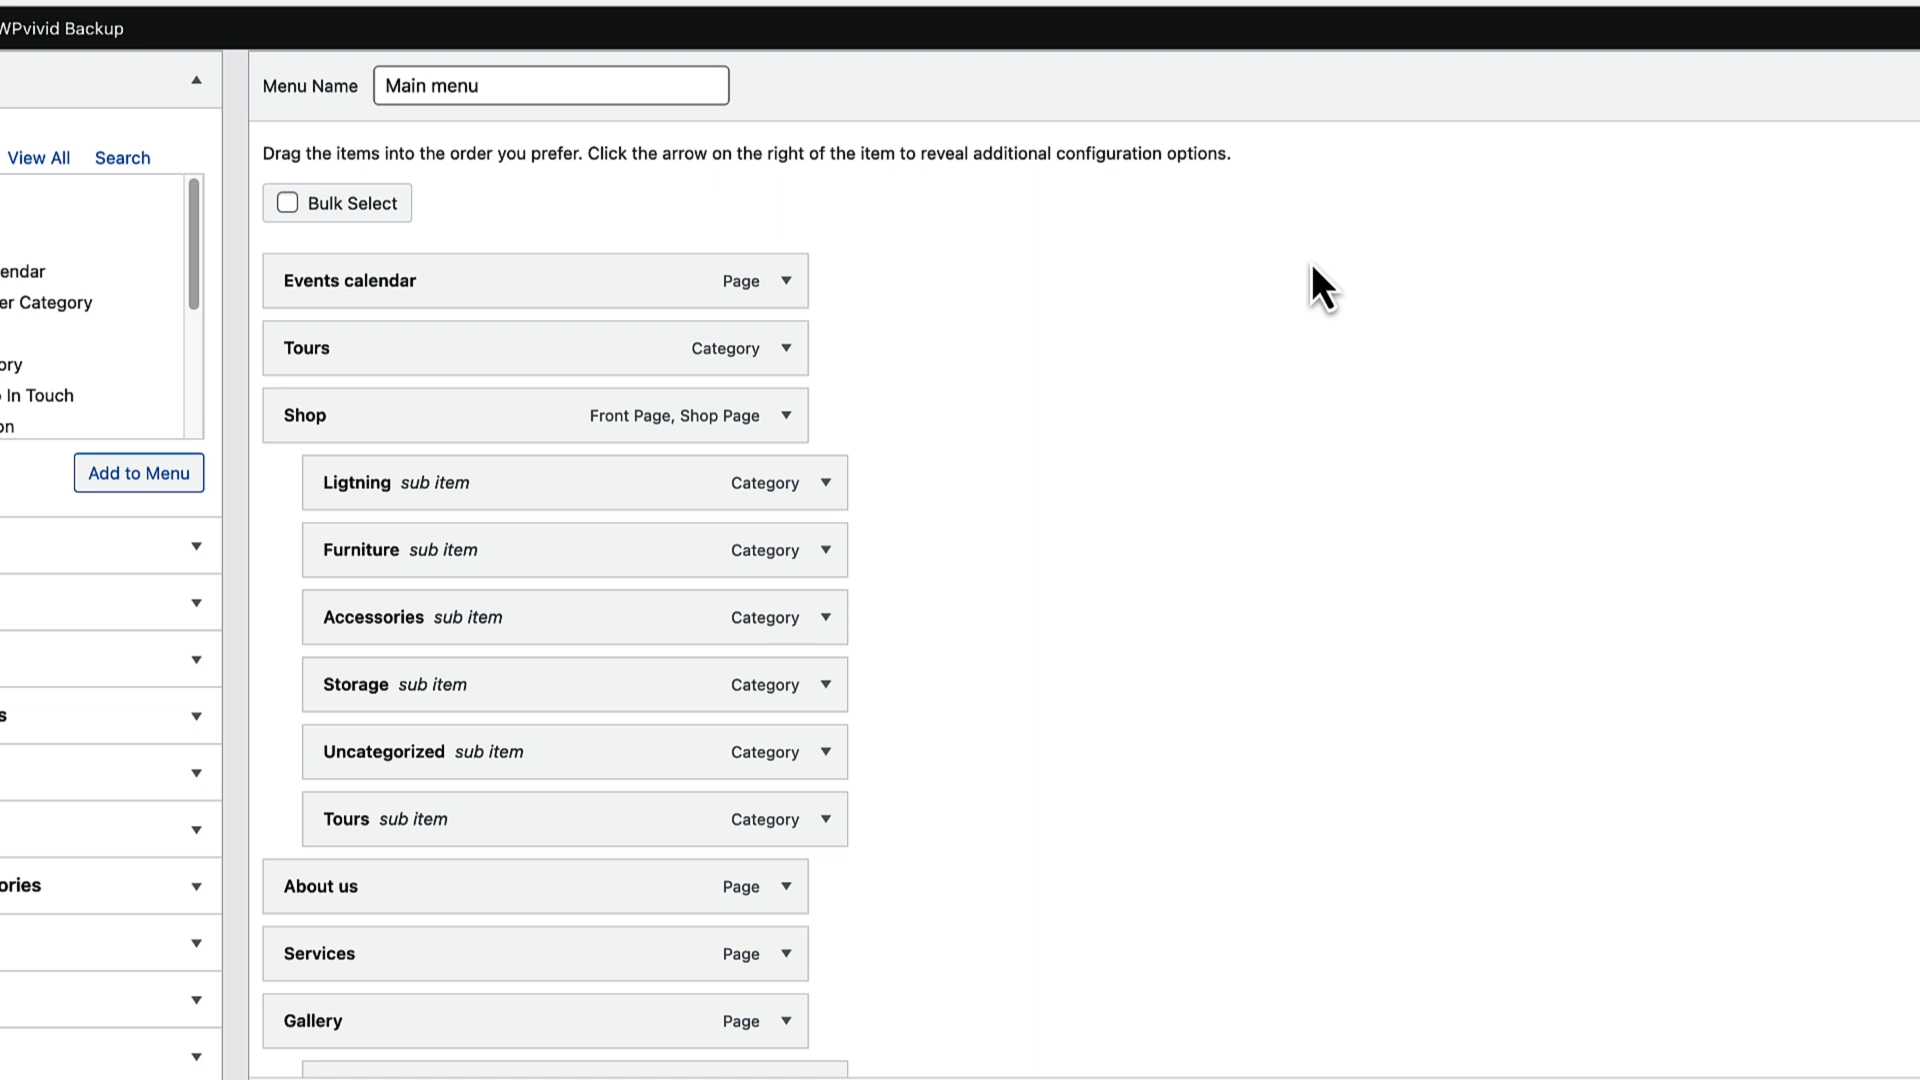 WPvivid Backup
Menu Name Main menu
View All Search
Drag the items into the order you prefer. Click the arrow on the right of the item to reveal additional configuration options.
Bulk Select
endar
er Category
ory
In Touch
on
Add to Menu
s
ories
Events calendar Page
Tours Category
Shop Front Page, Shop Page
Ligtning sub item Category
Furniture sub item Category
Accessories sub item Category
Storage sub item Category
Uncategorized sub item Category
Tours sub item Category
About us Page
Services Page
Gallery Page